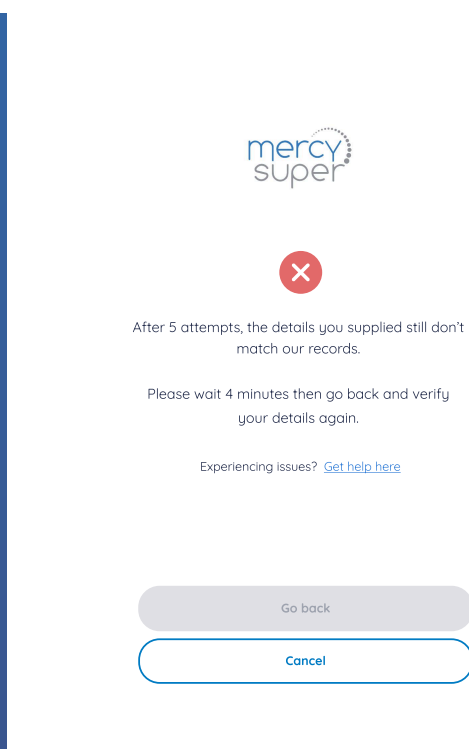 mercy
super
After 5 attempts, the details you supplied still don't
match our records.
Please wait 4 minutes then go back and verify
your details again.
Experiencing issues? Get help here
Go back
Cancel